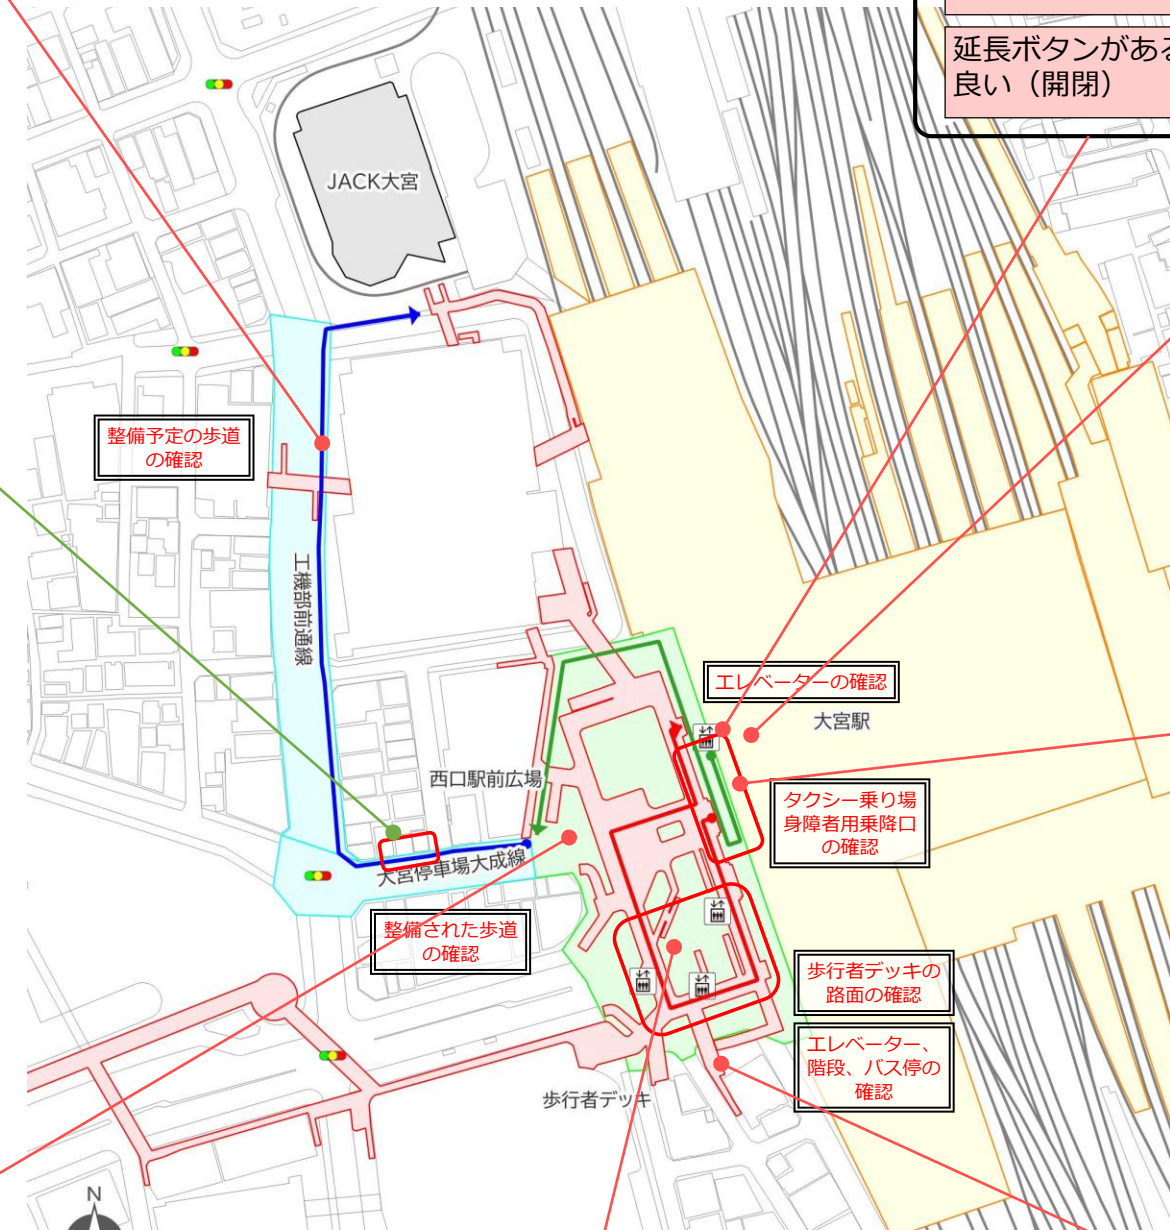 延長ボタンがある
良い（開閉）
JACK大宮
整備予定の歩道
の確認
工機部前通線
エレベーターの確認
大宮駅
西口駅前広場
タクシー乗り場
身障者用乗降口
の確認
大宮停車場大成線
整備された歩道
の確認
歩行者デッキの
路面の確認
エレベーター、
階段、バス停の
確認
歩行者デッキ
N